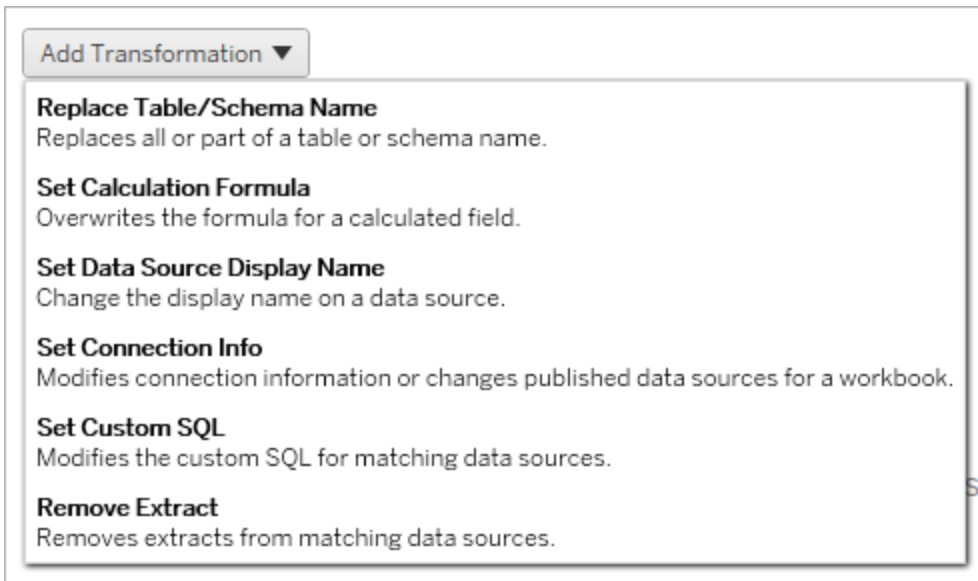 Add Transformation ▼
Replace Table/Schema Name
Replaces all or part of a table or schema name.
Set Calculation Formula
Overwrites the formula for a calculated field.
Set Data Source Display Name
Change the display name on a data source.
Set Connection Info
Modifies connection information or changes published data sources for a workbook.
Set Custom SQL
Modifies the custom SQL for matching data sources.
Remove Extract
Removes extracts from matching data sources.